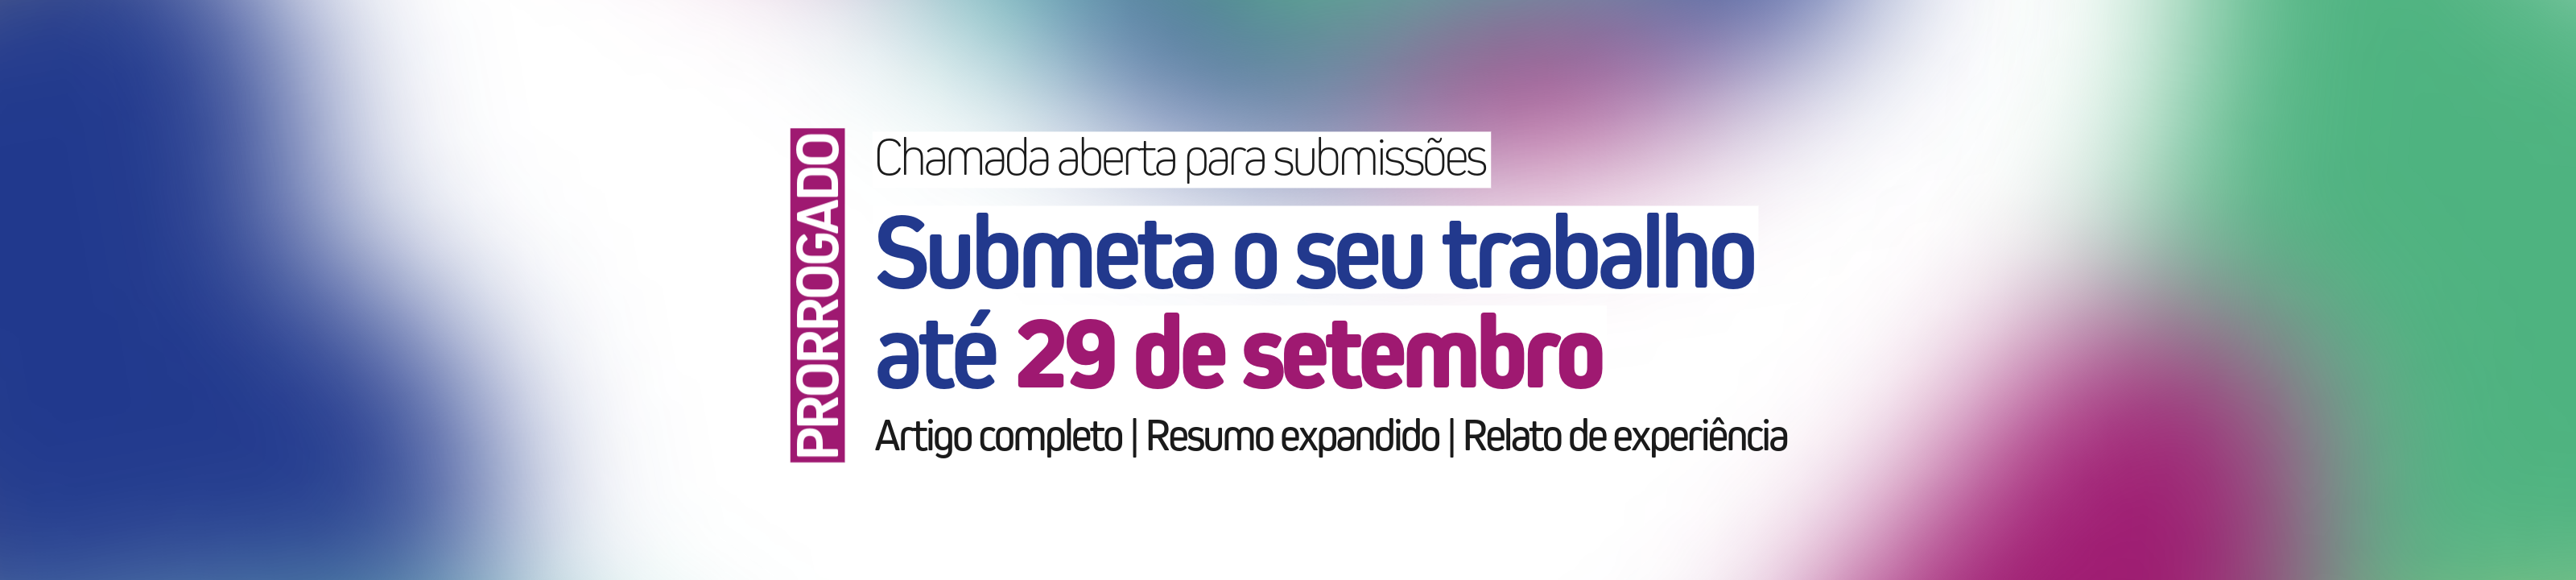 PRORROGADO
Chamada aberta para submissões
Submeta o seu trabalho
até 29 de setembro
Artigo completo | Resumo expandido | Relato de experiência